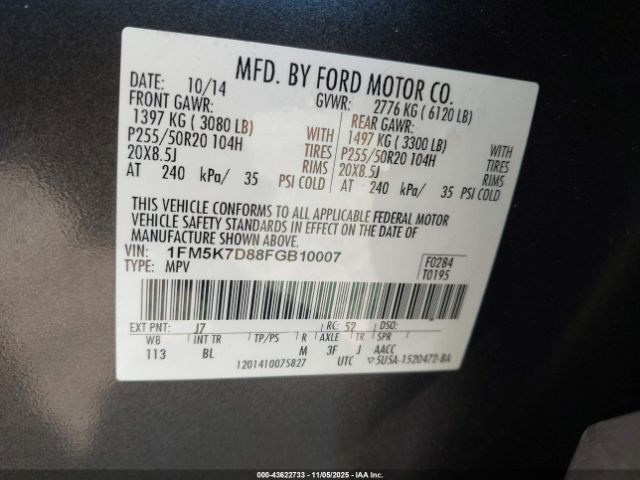 MFD. BY FORD MOTOR CO.
DATE: 10/14 GVWR: 2776 KG ( 6120 LB)
FRONT GAWR: REAR GAWR:
1397 KG ( 3080 LB) WITH 1497 KG ( 3300 LB) WITH
P255/50R20 104H TIRES P255/50R20 104H TIRES
20X8.5J RIMS 20X8.5J RIMS
AT 240 kPa/ 35 PSI COLD AT 240 kPa/ 35 PSI COLD
THIS VEHICLE CONFORMS TO ALL APPLICABLE FEDERAL MOTOR
VEHICLE SAFETY STANDARDS IN EFFECT ON THE DATE OF
MANUFACTURE SHOWN ABOVE.
VIN: 1FM5K7D88FGB10007 F0284
TYPE: MPV T0195
EXT PNT: J7 RC: 52 DSO:
WB INT TR TP/PS R AXLE TR SPR
113 BL M 3F J AACC
1201410075827 UTC ▽5U5A-1520472-BA
000-43622733 - 11/05/2025 - IAAI.CA